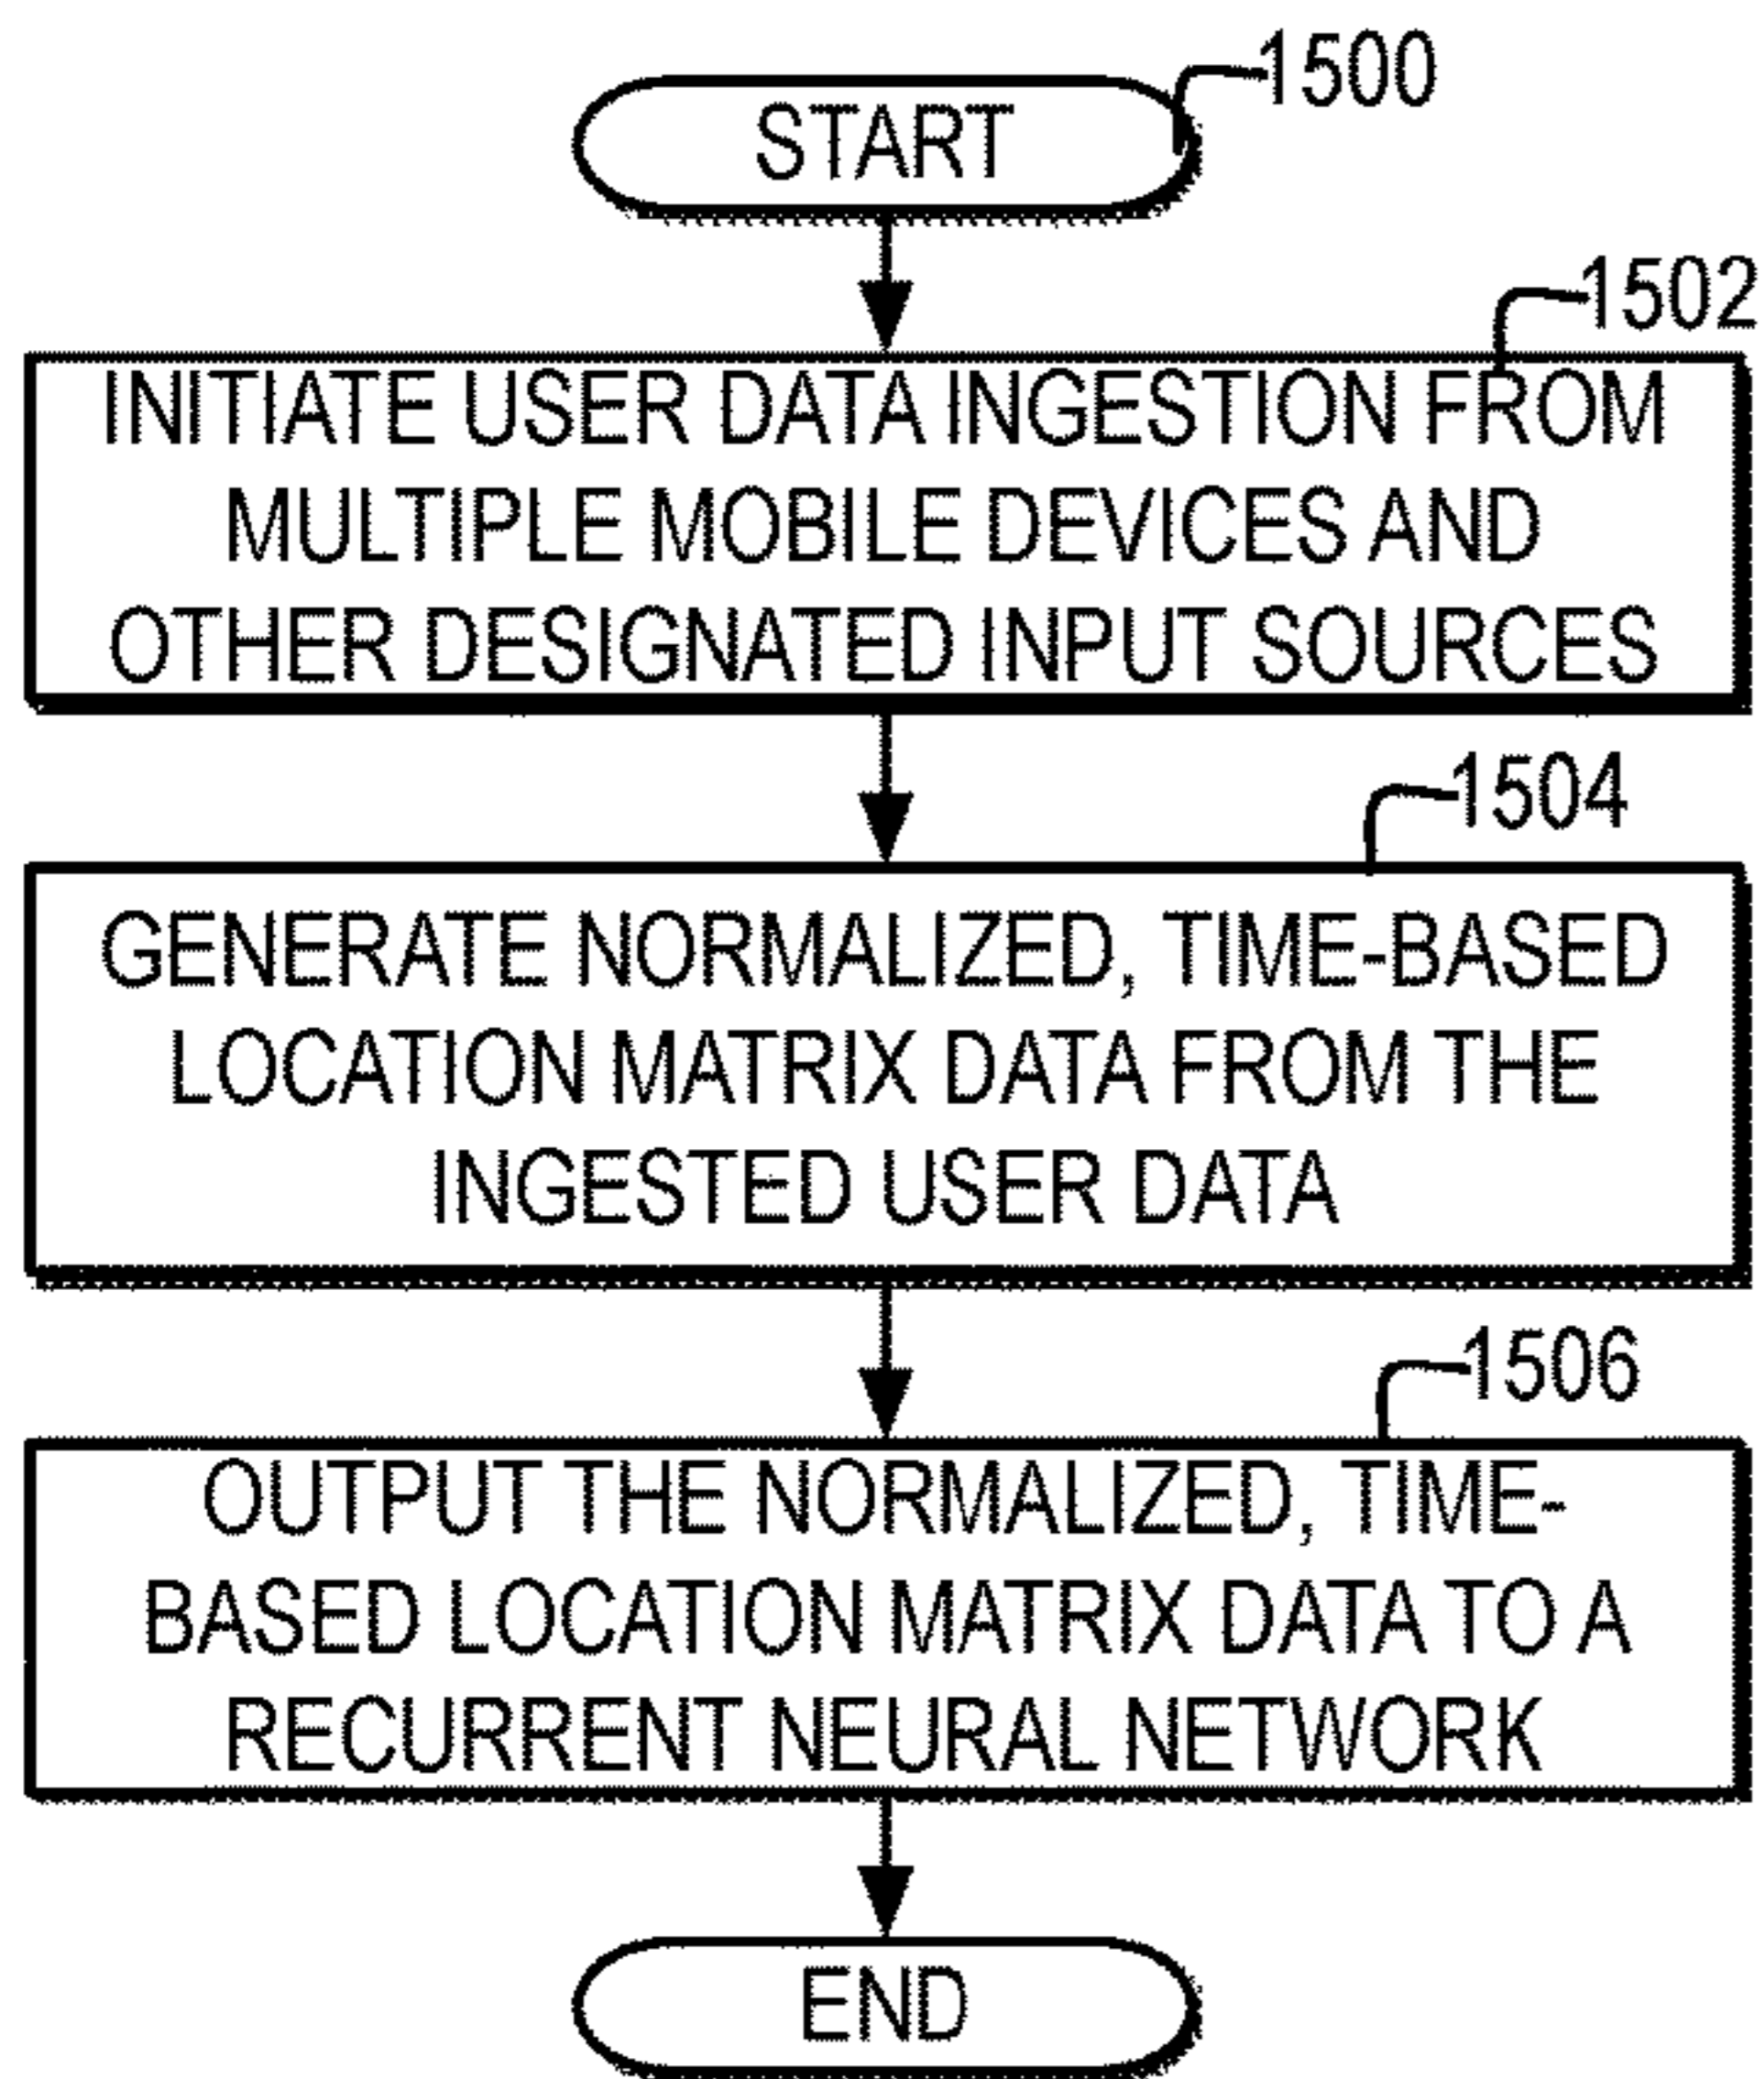 1500
START
1502
INITIATE USER DATA INGESTION FROM
MULTIPLE MOBILE DEVICES AND
OTHER DESIGNATED INPUT SOURCES
1504
GENERATE NORMALIZED, TIME-BASED
LOCATION MATRIX DATA FROM THE
INGESTED USER DATA
1506
OUTPUT THE NORMALIZED, TIME-
BASED LOCATION MATRIX DATA TO A
RECURRENT NEURAL NETWORK
END